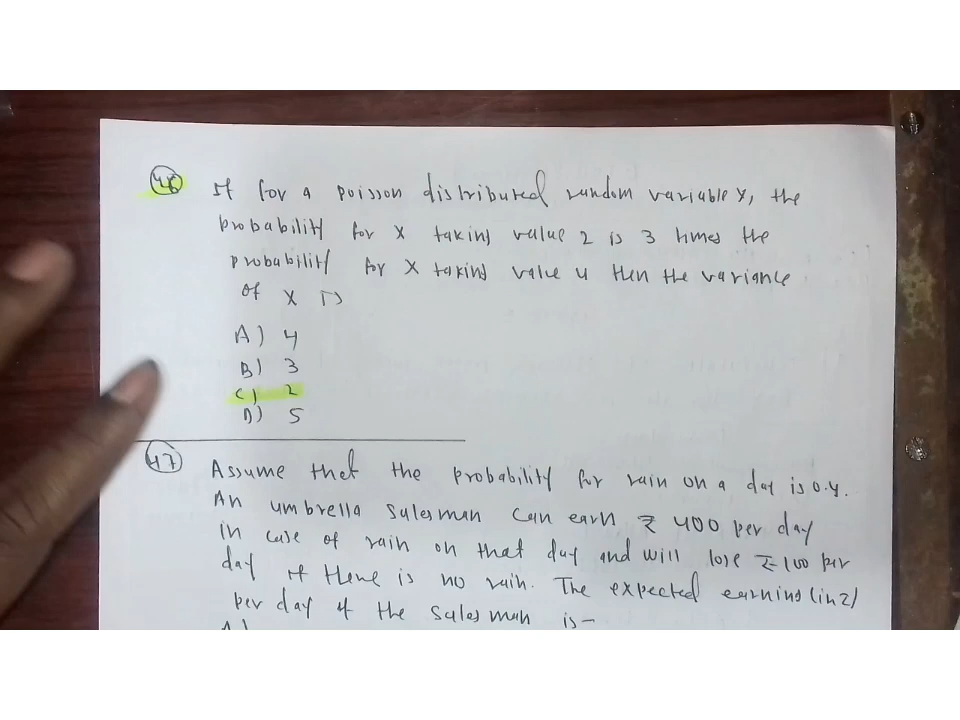 46 If for a poisson distributed random variable X, the
probability for X taking value 2 is 3 times the
probability for X taking value 4 then the variance
of X is
A) 4
B) 3
C) 2
D) 5
47 Assume that the probability for rain on a day is 0.4.
An umbrella salesman can earn ₹ 400 per day
in case of rain on that day and will lose ₹ 100 per
day if there is no rain. The expected earning (in ₹)
per day of the salesman is -
A)